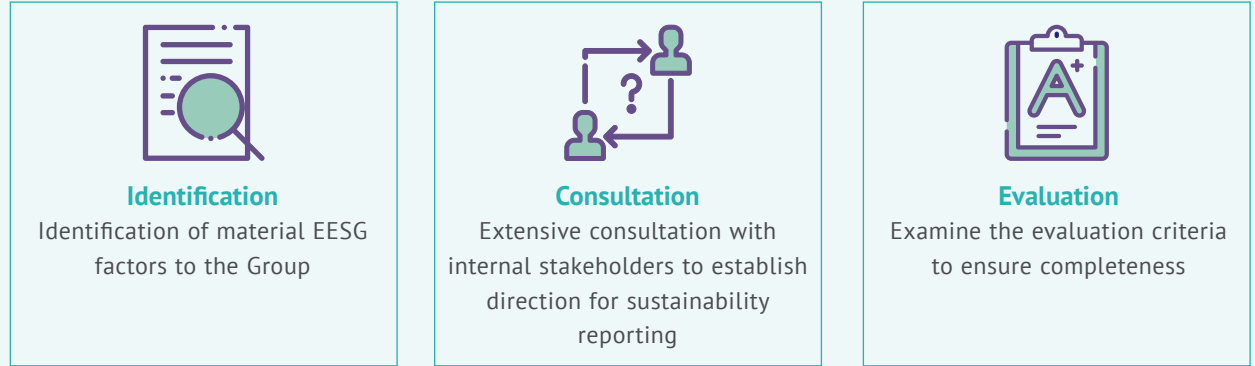 Identification
Identification of material EESG
factors to the Group
Consultation
Extensive consultation with
internal stakeholders to establish
direction for sustainability
reporting
A+
Evaluation
Examine the evaluation criteria
to ensure completeness